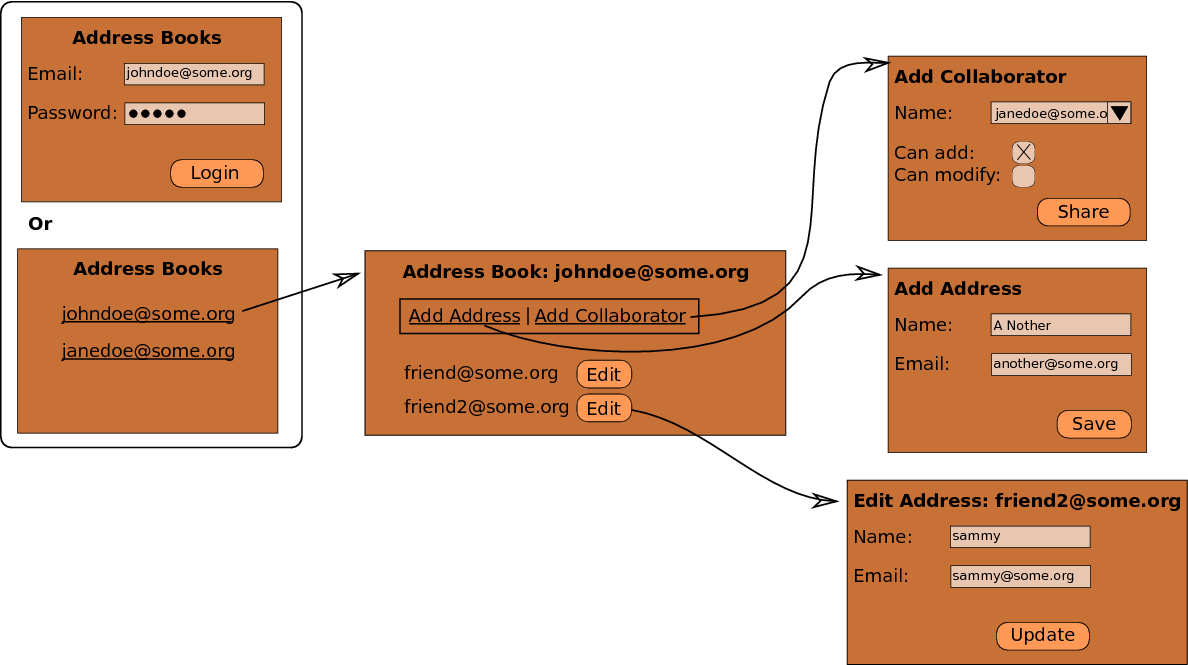 Address Books
Email: johndoe@some.org
Password: ●●●●●
Login
Or
Address Books
johndoe@some.org
janedoe@some.org
Address Book: johndoe@some.org
Add Address | Add Collaborator
friend@some.org Edit
friend2@some.org Edit
Add Collaborator
Name: janedoe@some.o
Can add: X
Can modify:
Share
Add Address
Name: A Nother
Email: another@some.org
Save
Edit Address: friend2@some.org
Name: sammy
Email: sammy@some.org
Update